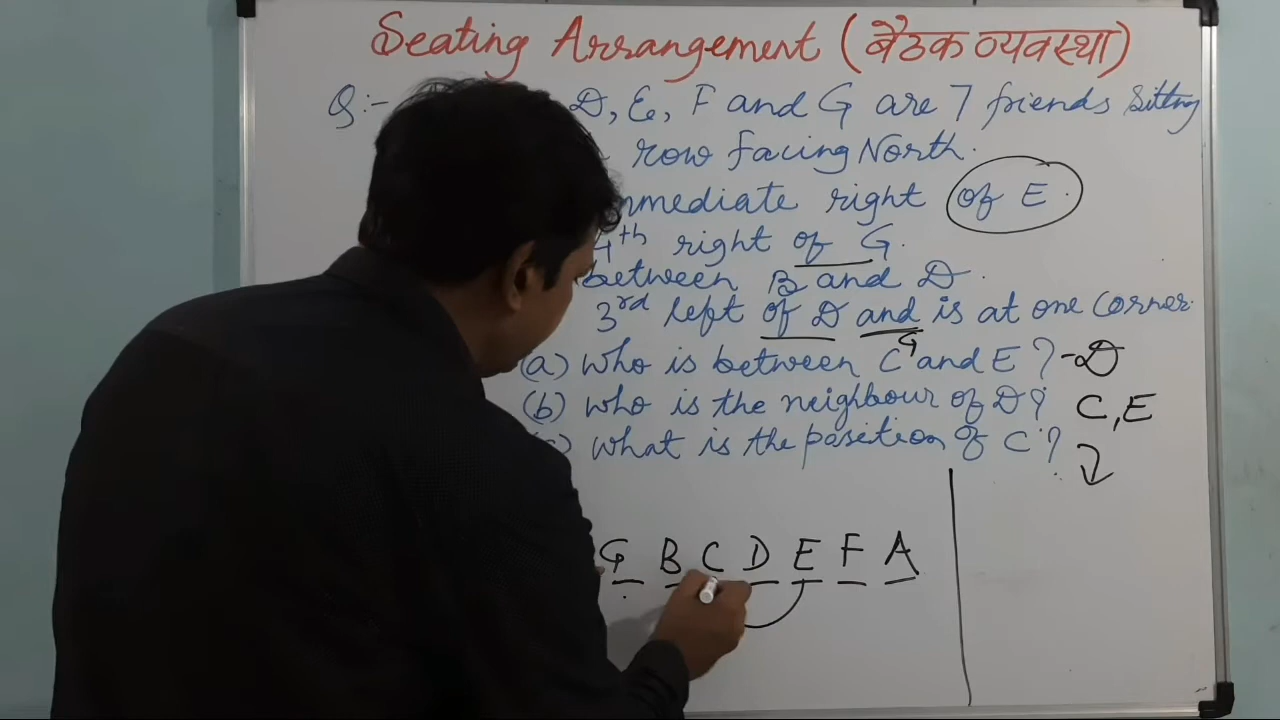 Seating Arrangement (बैठक व्यवस्था)
Q:- D, E, F and G are 7 friends Sitting
row facing North.
mmediate right of E.
4th right of G.
between B and D.
3rd left of D and is at one Corner.
G
(a) Who is between C and E? - D
(b) Who is the neighbour of D? C, E
What is the position of C?
G B C D E F A